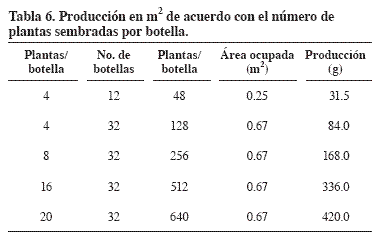 Tabla 6. Producción en m² de acuerdo con el número de
plantas sembradas por botella.
Plantas/ No. de Plantas/ Área ocupada Producción
botella botellas botella (m²) (g)
4 12 48 0.25 31.5
4 32 128 0.67 84.0
8 32 256 0.67 168.0
16 32 512 0.67 336.0
20 32 640 0.67 420.0